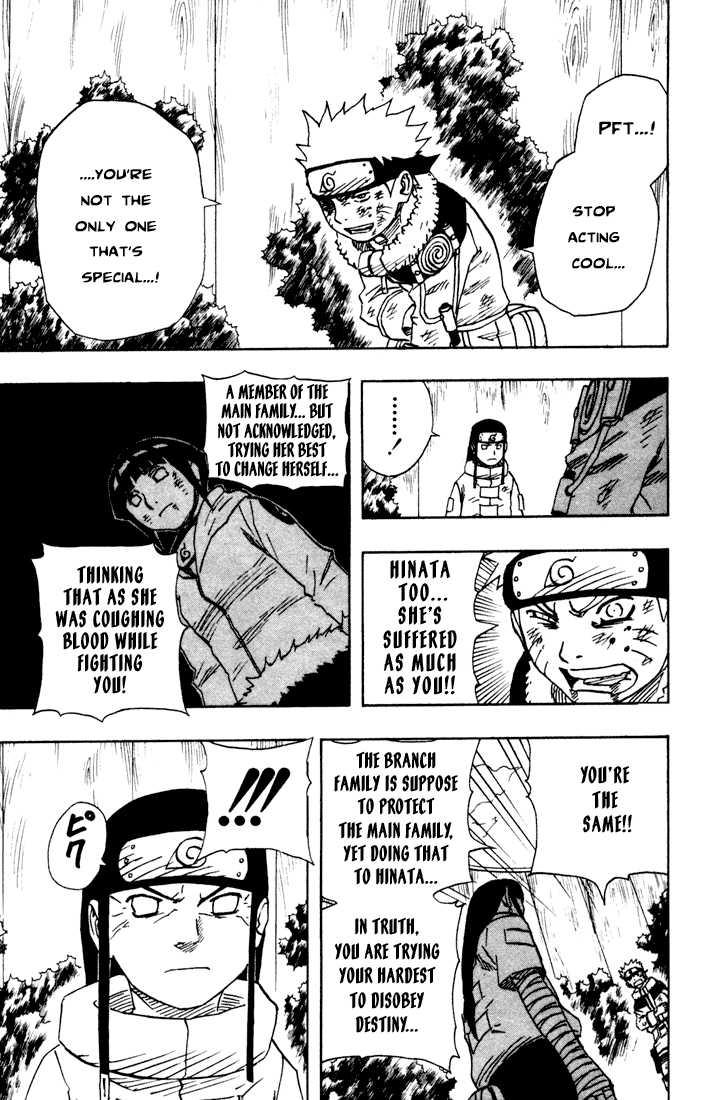 PFT...!
STOP
ACTING
COOL...
....YOU'RE
NOT THE
ONLY ONE
THAT'S
SPECIAL...!
......
A MEMBER OF THE
MAIN FAMILY... BUT
NOT ACKNOWLEDGED,
TRYING HER BEST
TO CHANGE HERSELF...
HINATA
TOO...
SHE'S
SUFFERED
AS MUCH
AS YOU!!
THINKING
THAT AS SHE
WAS COUGHING
BLOOD WHILE
FIGHTING
YOU!
YOU'RE
THE
SAME!!
THE BRANCH
FAMILY IS SUPPOSE
TO PROTECT
THE MAIN FAMILY,
YET DOING THAT
TO HINATA...
IN TRUTH,
YOU ARE TRYING
YOUR HARDEST
TO DISOBEY
DESTINY...
!!!
ピク